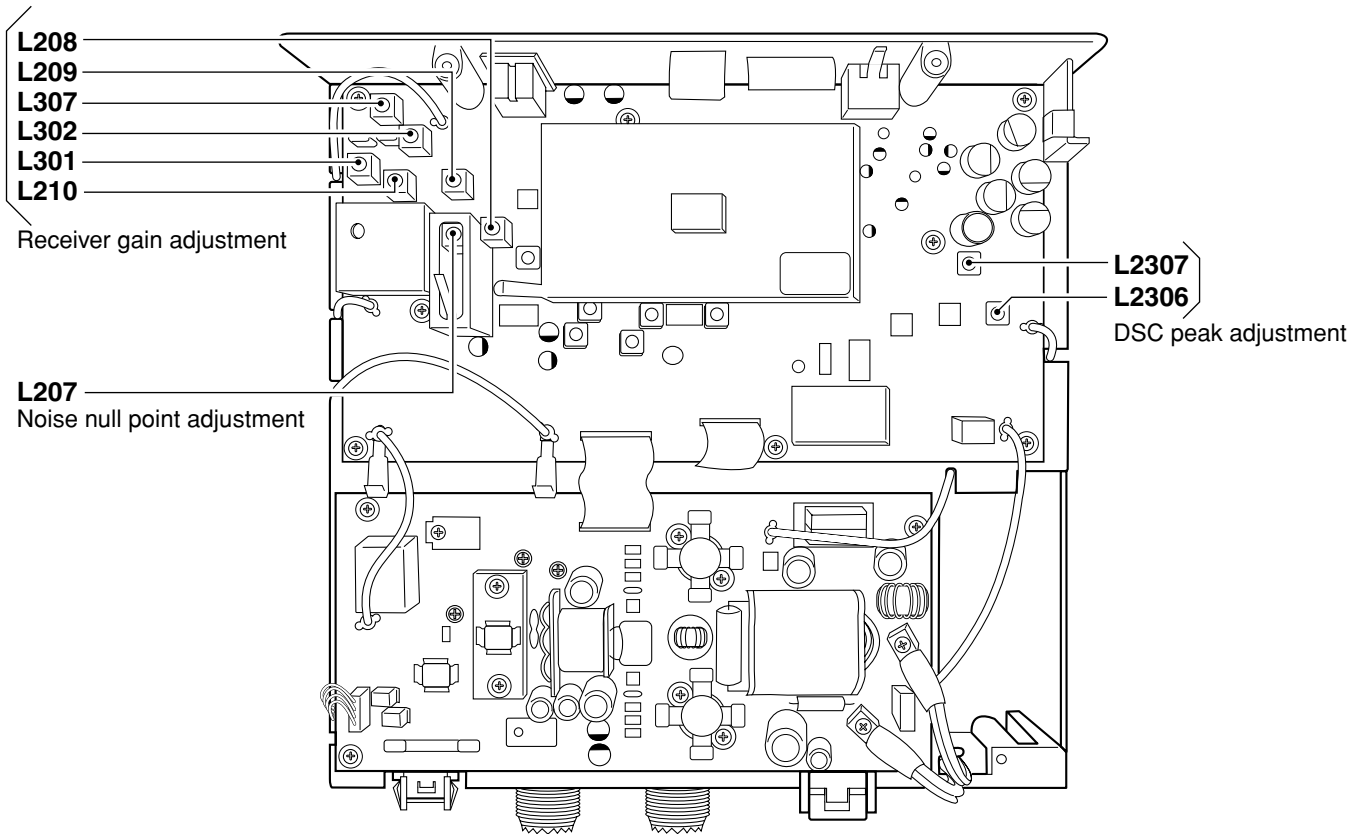 L208
L209
L307
L302
L301
L210
Receiver gain adjustment
L207
Noise null point adjustment
L2307
L2306
DSC peak adjustment